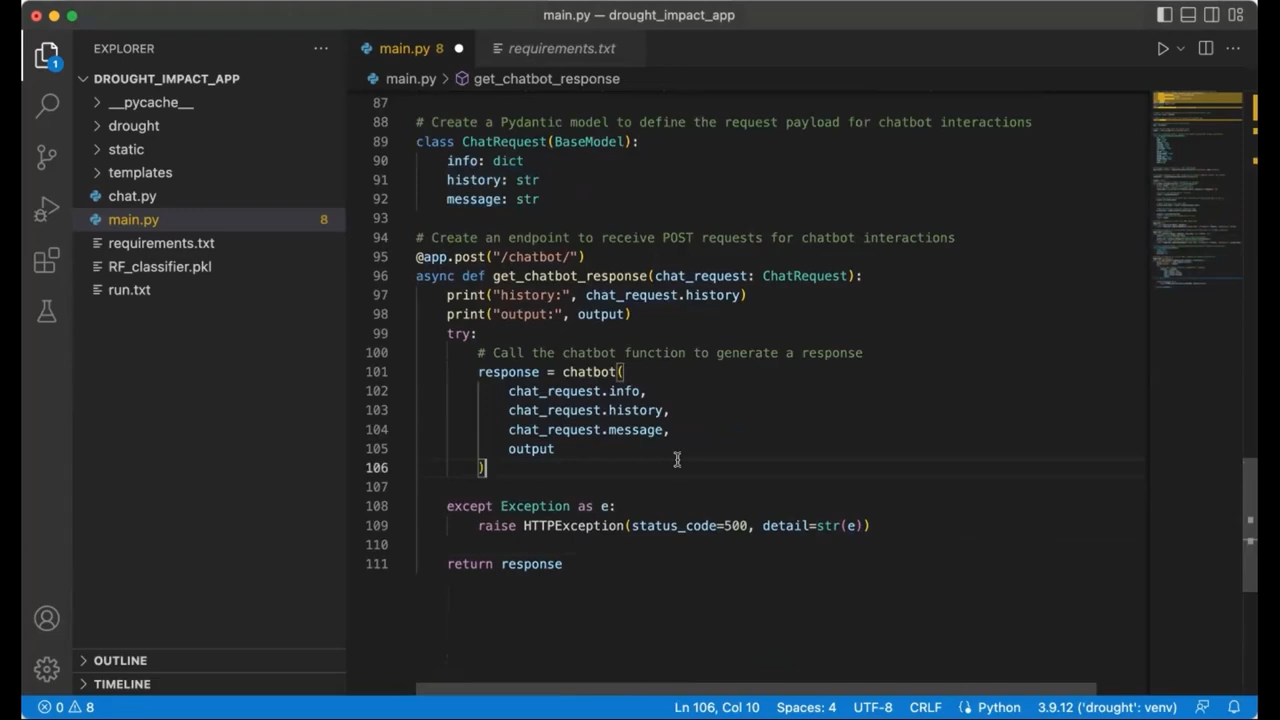 main.py — drought_impact_app
EXPLORER
main.py 8
requirements.txt
1
DROUGHT_IMPACT_APP
main.py > get_chatbot_response
__pycache__
drought
static
templates
chat.py
main.py 8
requirements.txt
RF_classifier.pkl
run.txt
87
88 # Create a Pydantic model to define the request payload for chatbot interactions
89 class ChatRequest(BaseModel):
90 info: dict
91 history: str
92 message: str
93
94 # Create an endpoint to receive POST requests for chatbot interactions
95 @app.post("/chatbot/")
96 async def get_chatbot_response(chat_request: ChatRequest):
97 print("history:", chat_request.history)
98 print("output:", output)
99 try:
100 # Call the chatbot function to generate a response
101 response = chatbot(
102 chat_request.info,
103 chat_request.history,
104 chat_request.message,
105 output
106 )
107
108 except Exception as e:
109 raise HTTPException(status_code=500, detail=str(e))
110
111 return response
OUTLINE
TIMELINE
0 8 Ln 106, Col 10 Spaces: 4 UTF-8 CRLF Python 3.9.12 ('drought': venv)